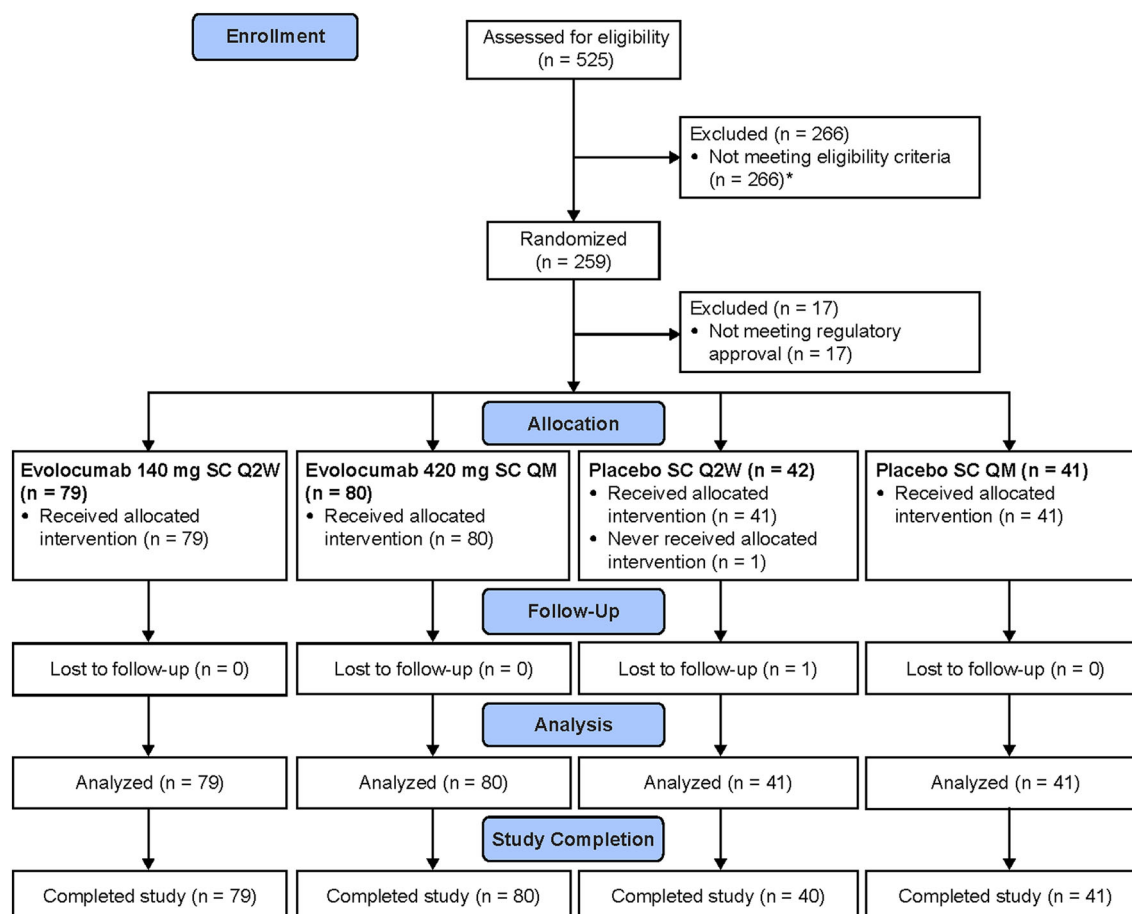 Enrollment
Assessed for eligibility
(n = 525)
Excluded (n = 266)
• Not meeting eligibility criteria
(n = 266)*
Randomized
(n = 259)
Excluded (n = 17)
• Not meeting regulatory
approval (n = 17)
Allocation
Evolocumab 140 mg SC Q2W
(n = 79)
• Received allocated
intervention (n = 79)
Evolocumab 420 mg SC QM
(n = 80)
• Received allocated
intervention (n = 80)
Placebo SC Q2W (n = 42)
• Received allocated
intervention (n = 41)
• Never received allocated
intervention (n = 1)
Placebo SC QM (n = 41)
• Received allocated
intervention (n = 41)
Follow-Up
Lost to follow-up (n = 0)
Lost to follow-up (n = 0)
Lost to follow-up (n = 1)
Lost to follow-up (n = 0)
Analysis
Analyzed (n = 79)
Analyzed (n = 80)
Analyzed (n = 41)
Analyzed (n = 41)
Study Completion
Completed study (n = 79)
Completed study (n = 80)
Completed study (n = 40)
Completed study (n = 41)